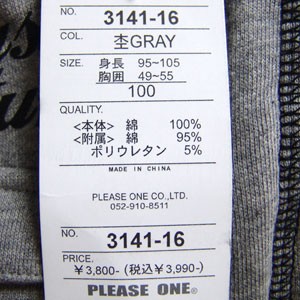 NO. 3141-16
COL. 杢GRAY
SIZE. 身長 95~105
胸囲 49~55
100
QUALITY.
<本体> 綿 100%
<附属> 綿 95%
ポリウレタン 5%
MADE IN CHINA
PLEASE ONE CO.,LTD.
052-910-8511
NO. 3141-16
PRICE.
¥3,800- (税込¥3,990-)
PLEASE ONE®